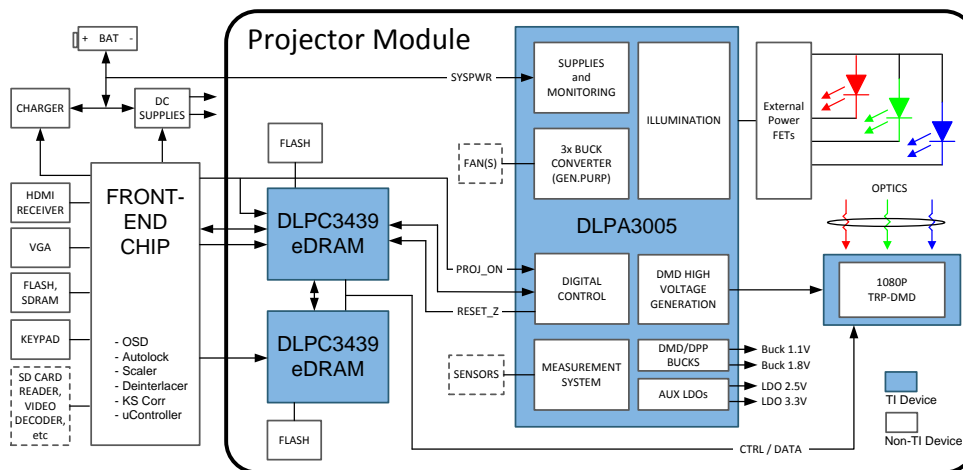 Projector Module
+ BAT -
CHARGER
DC
SUPPLIES
SYSPWR
SUPPLIES
and
MONITORING
ILLUMINATION
External
Power
FETs
FLASH
FAN(S)
3x BUCK
CONVERTER
(GEN.PURP)
HDMI
RECEIVER
VGA
FLASH,
SDRAM
KEYPAD
SD CARD
READER,
VIDEO
DECODER,
etc
FRONT-
END
CHIP
- OSD
- Autolock
- Scaler
- Deinterlacer
- KS Corr
- uController
DLPC3439
eDRAM
DLPC3439
eDRAM
FLASH
DLPA3005
PROJ_ON
RESET_Z
DIGITAL
CONTROL
DMD HIGH
VOLTAGE
GENERATION
OPTICS
1080P
TRP-DMD
SENSORS
MEASUREMENT
SYSTEM
DMD/DPP
BUCKS
AUX LDOs
Buck 1.1V
Buck 1.8V
LDO 2.5V
LDO 3.3V
CTRL / DATA
TI Device
Non-TI Device